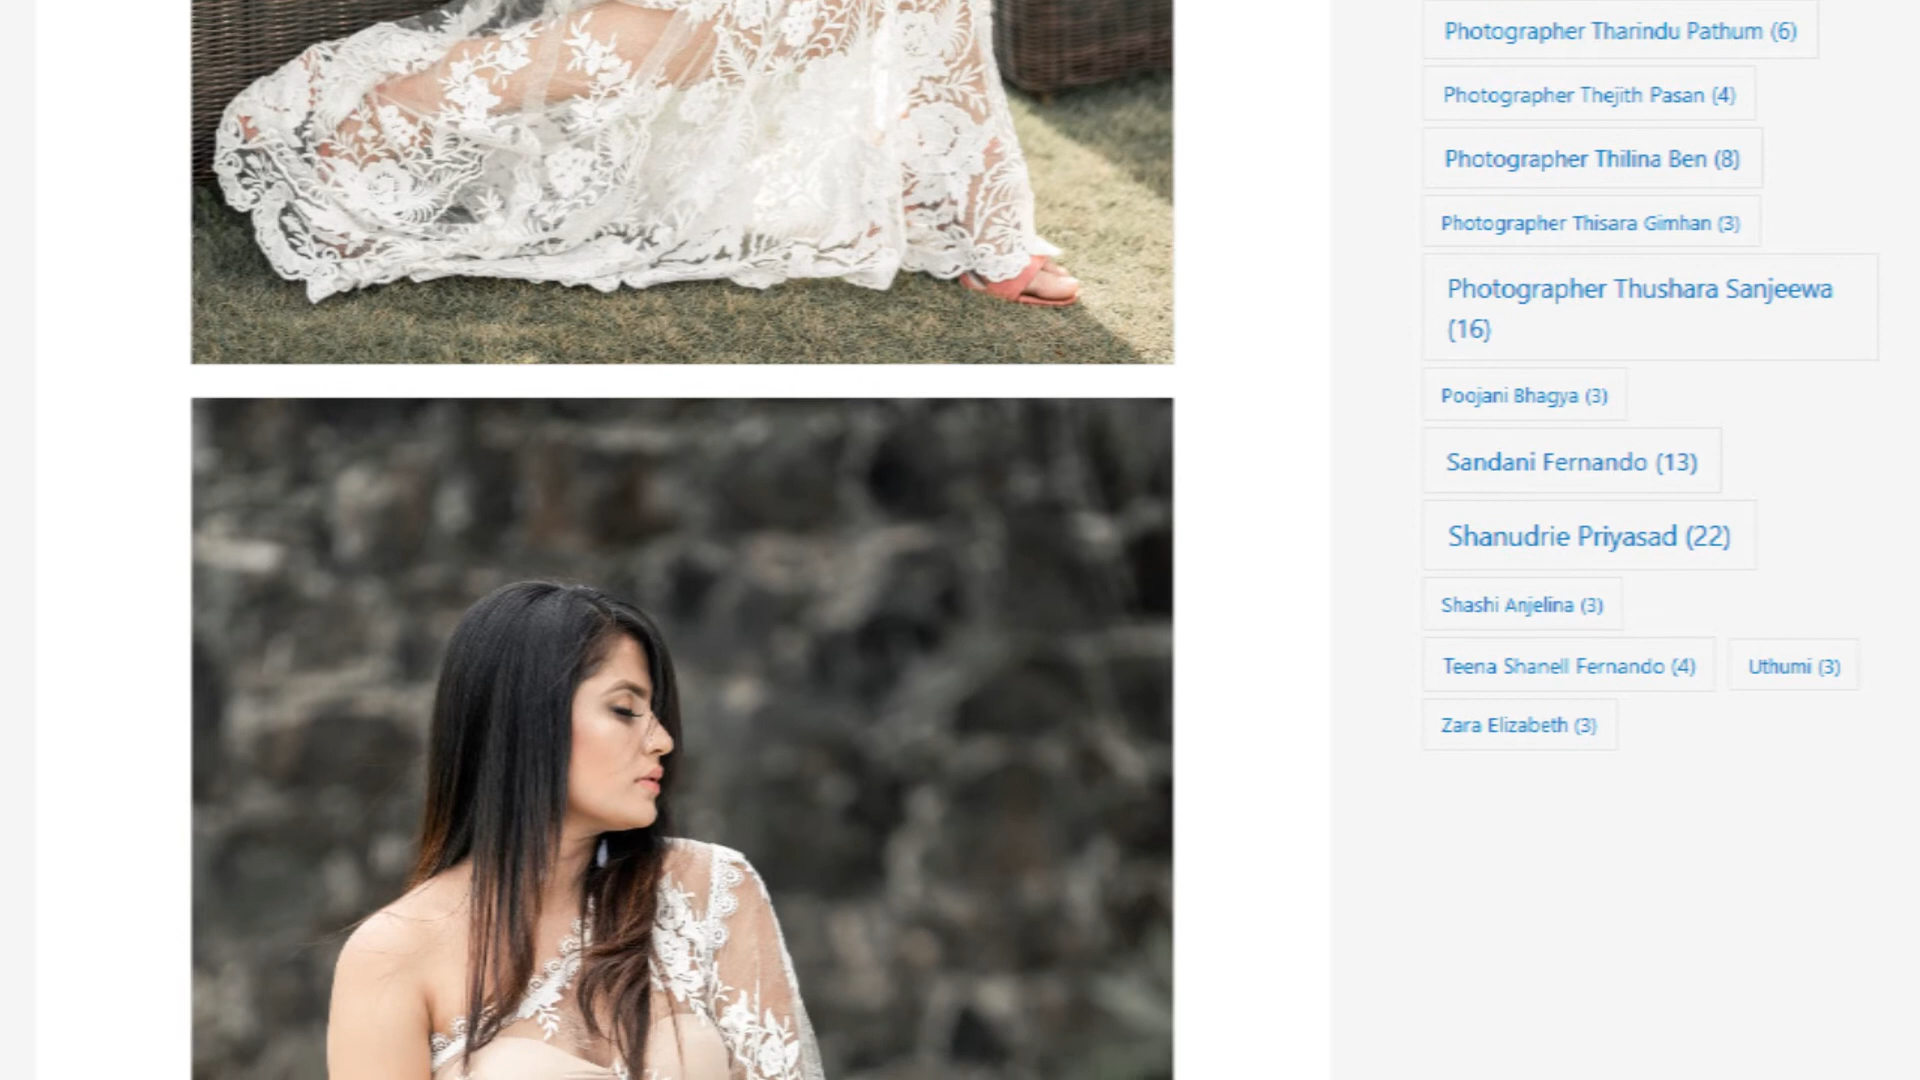 Photographer Tharindu Pathum (6)
Photographer Thejith Pasan (4)
Photographer Thilina Ben (8)
Photographer Thisara Gimhan (3)
Photographer Thushara Sanjeewa
(16)
Poojani Bhagya (3)
Sandani Fernando (13)
Shanudrie Priyasad (22)
Shashi Anjelina (3)
Teena Shanell Fernando (4) Uthumi (3)
Zara Elizabeth (3)